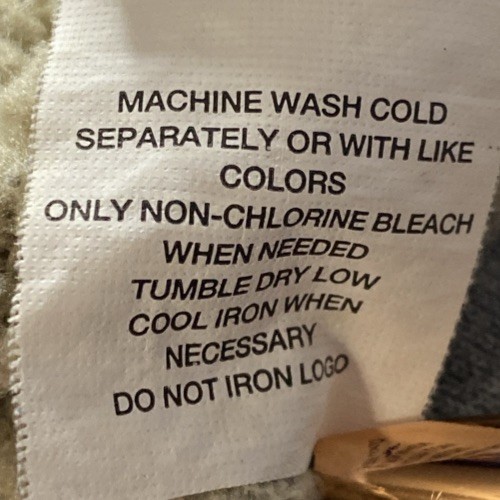 MACHINE WASH COLD
SEPARATELY OR WITH LIKE
COLORS
ONLY NON-CHLORINE BLEACH
WHEN NEEDED
TUMBLE DRY LOW
COOL IRON WHEN
NECESSARY
DO NOT IRON LOGO